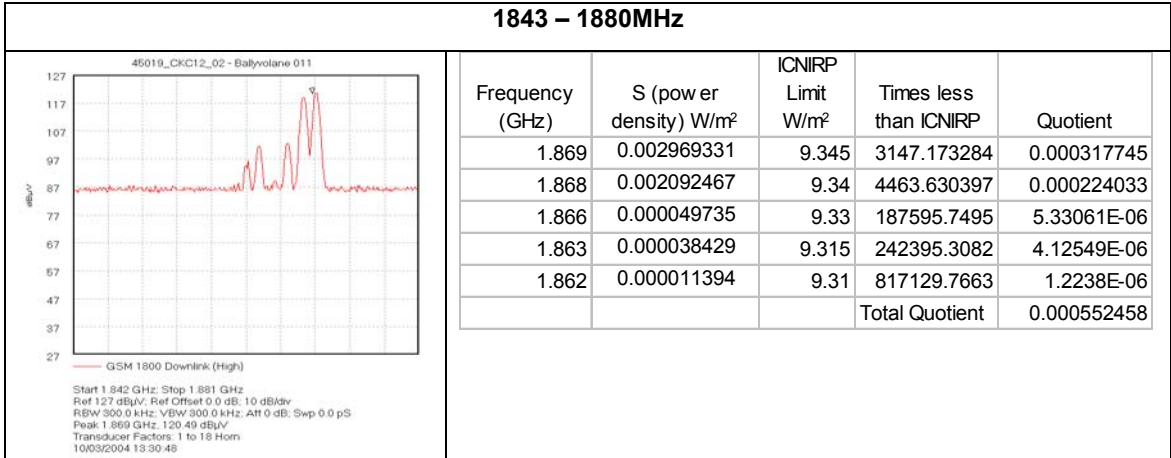 1843 – 1880MHz
45019_CKC12_02 - Ballyvolane 011
127
117
107
97
87
77
67
57
47
37
27
dBµV
GSM 1800 Downlink (High)
Start 1.842 GHz; Stop 1.881 GHz
Ref 127 dBµV; Ref Offset 0.0 dB; 10 dB/div
RBW 300.0 kHz; VBW 300.0 kHz; Att 0 dB; Swp 0.0 pS
Peak 1.869 GHz, 120.49 dBµV
Transducer Factors: 1 to 18 Horn
10/03/2004 13:30:48
Frequency (GHz) S (power density) W/m² ICNIRP Limit W/m² Times less than ICNIRP Quotient
1.869 0.002969331 9.345 3147.173284 0.000317745
1.868 0.002092467 9.34 4463.630397 0.000224033
1.866 0.000049735 9.33 187595.7495 5.33061E-06
1.863 0.000038429 9.315 242395.3082 4.12549E-06
1.862 0.000011394 9.31 817129.7663 1.2238E-06
Total Quotient 0.000552458